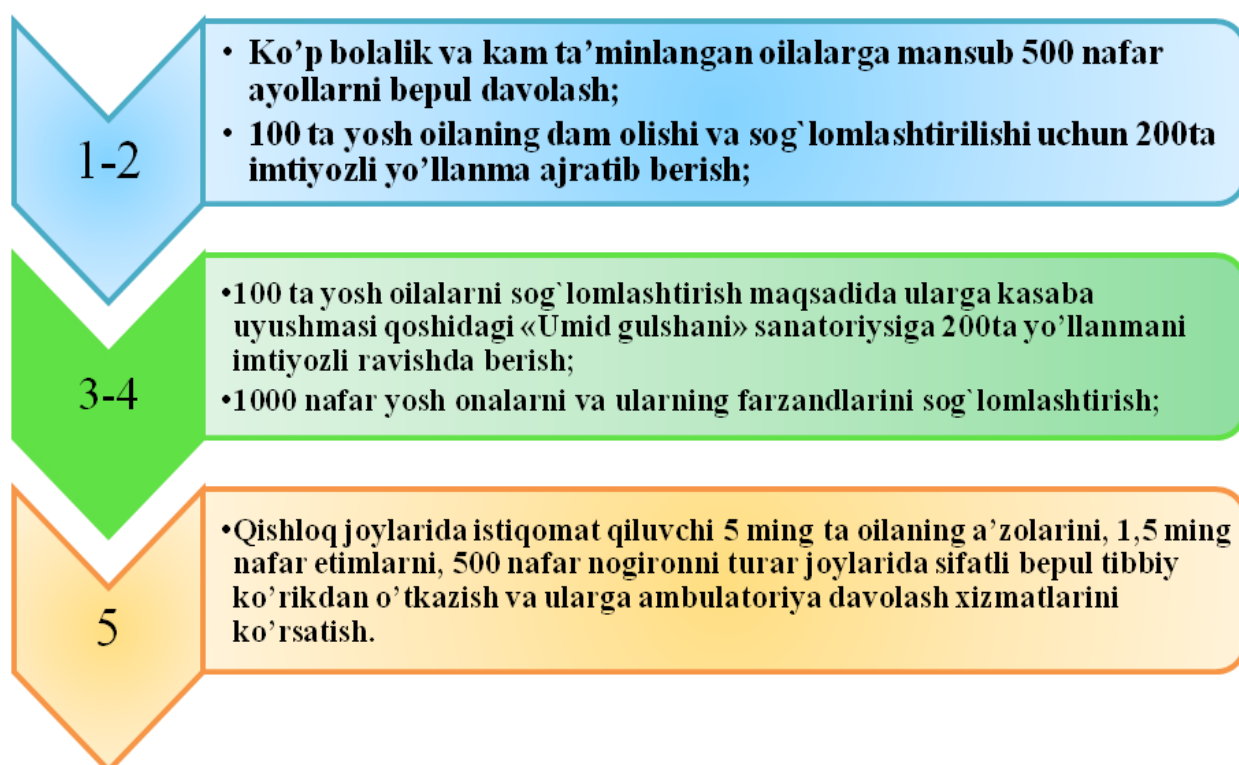 1-2
• Ko’p bolalik va kam ta’minlangan oilalarga mansub 500 nafar
ayollarni bepul davolash;
• 100 ta yosh oilaning dam olishi va sog`lomlashtirilishi uchun 200ta
imtiyozli yo’llanma ajratib berish;
3-4
•100 ta yosh oilalarni sog`lomlashtirish maqsadida ularga kasaba
uyushmasi qoshidagi «Umid gulshani» sanatoriysiga 200ta yo’llanmani
imtiyozli ravishda berish;
•1000 nafar yosh onalarni va ularning farzandlarini sog`lomlashtirish;
5
•Qishloq joylarida istiqomat qiluvchi 5 ming ta oilaning a’zolarini, 1,5 ming
nafar etimlarni, 500 nafar nogironni turar joylarida sifatli bepul tibbiy
ko’rikdan o’tkazish va ularga ambulatoriya davolash xizmatlarini
ko’rsatish.